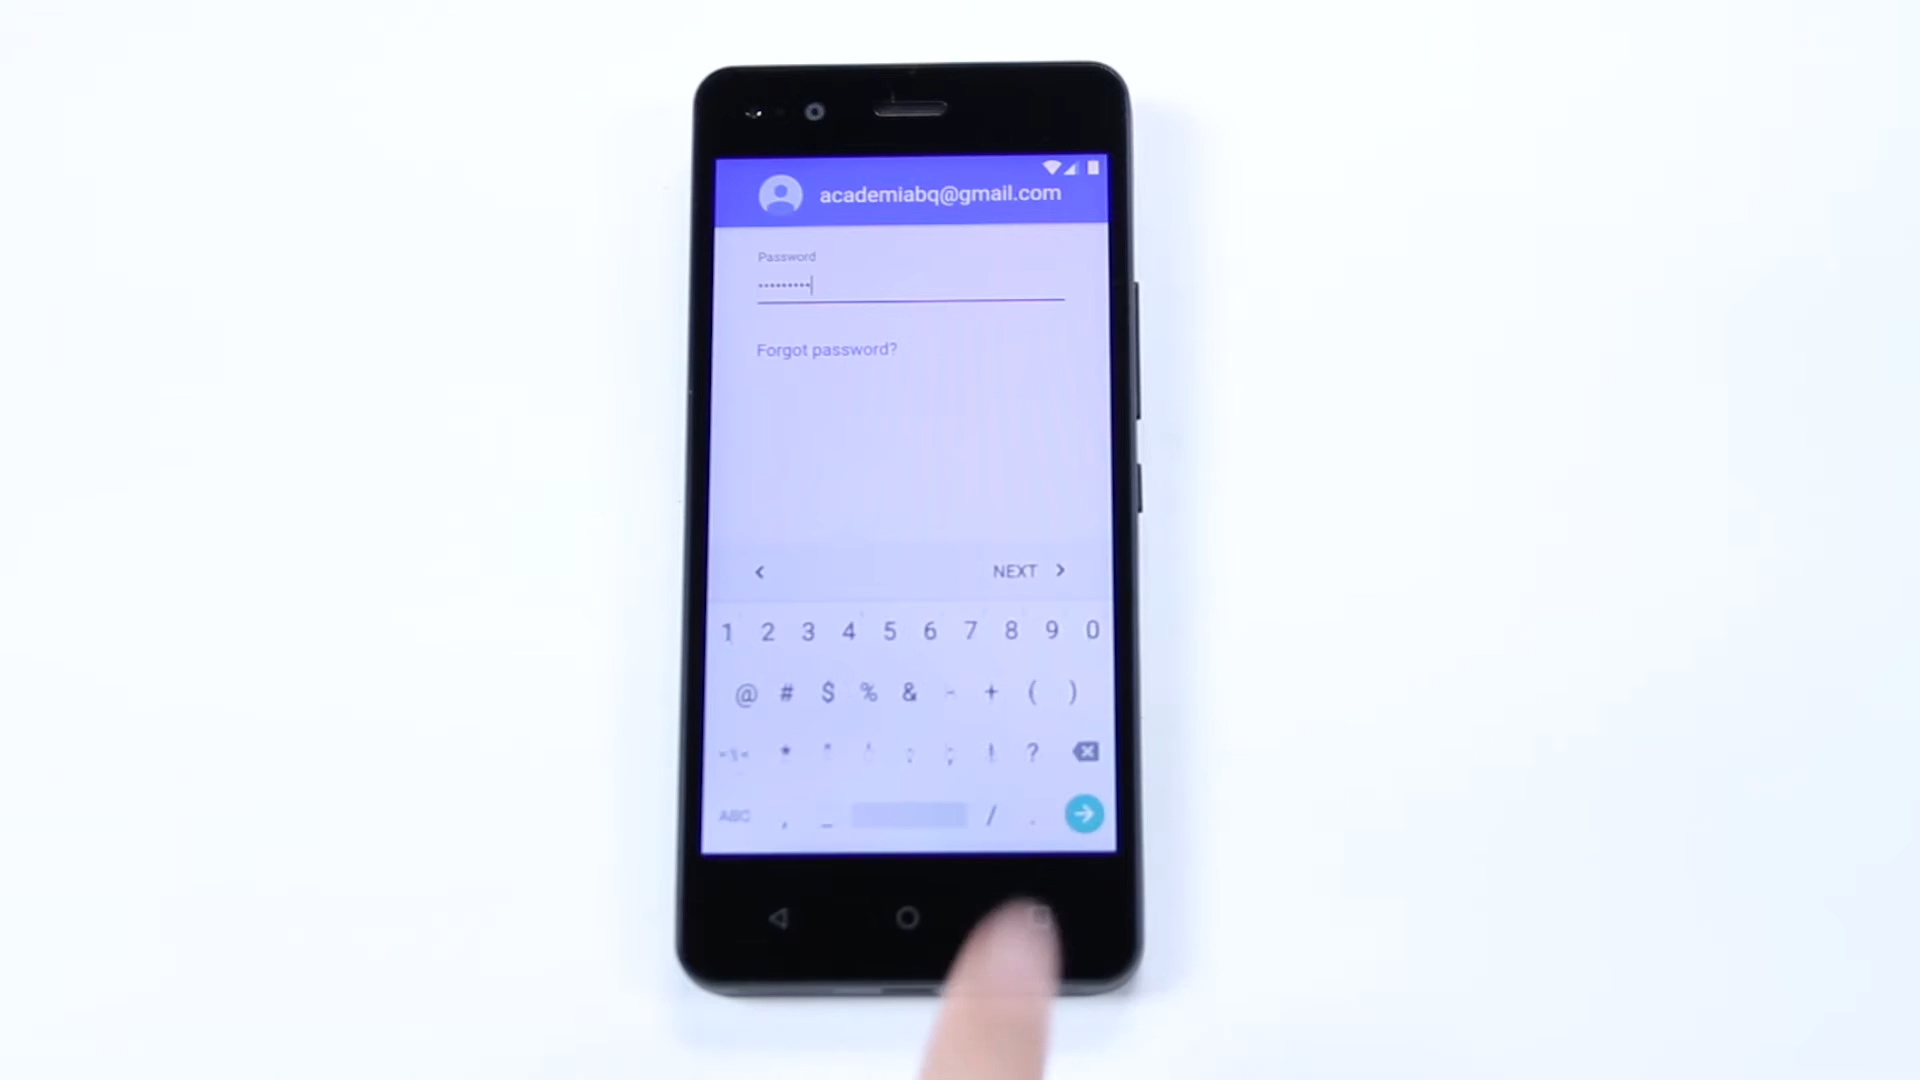 academiabq@gmail.com
Password
Forgot password?
NEXT
1 2 3 4 5 6 7 8 9 0
@ # $ % & - + ( )
* " ' : ; ! ?
ABC , _ / .